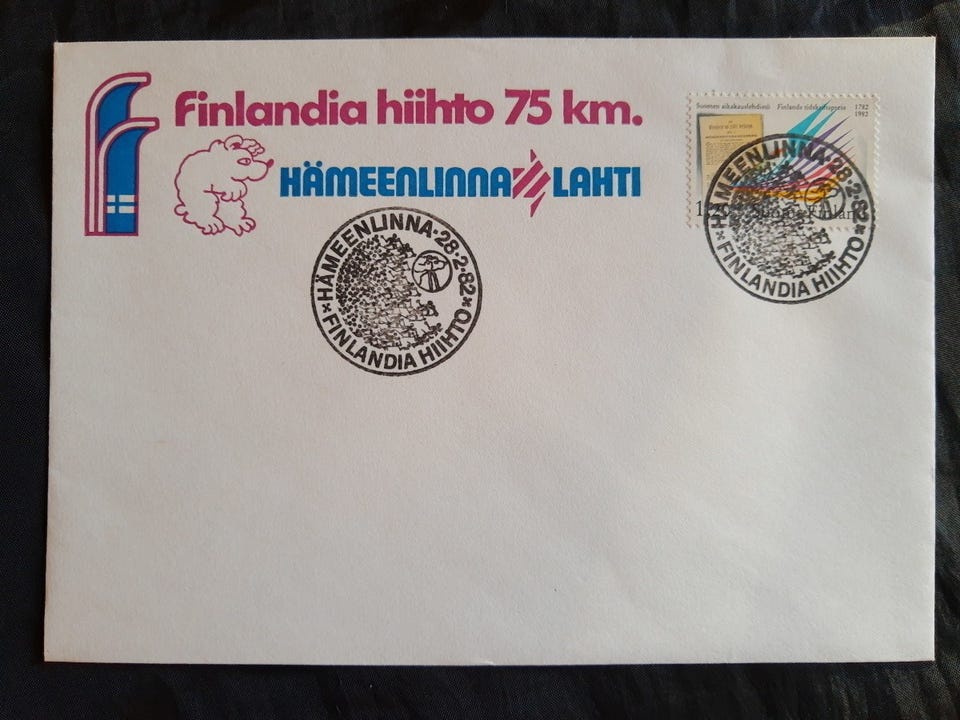 Finlandia hiihto 75 km.
HÄMEENLINNA LAHTI
Suomen aikakauslehdistö Finlands tidskriftspress 1782
1982
Suomi Finland
HÄMEENLINNA·28·2·82
FINLANDIA HIIHTO
HÄMEENLINNA·28·2·82
FINLANDIA HIIHTO